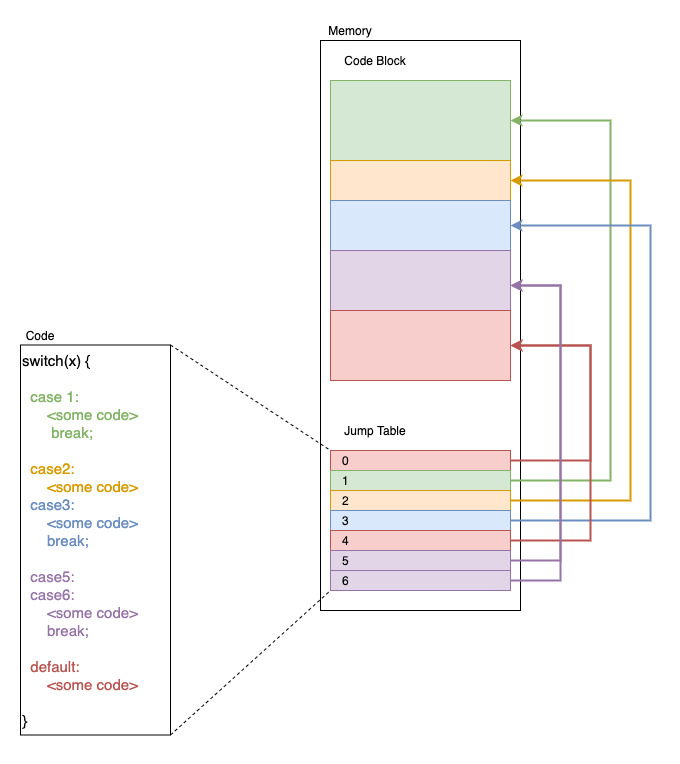 Memory
Code Block
Code
switch(x) {
case 1:
<some code>
break;
case2:
<some code>
case3:
<some code>
break;
case5:
case6:
<some code>
break;
default:
<some code>
}
Jump Table
0
1
2
3
4
5
6